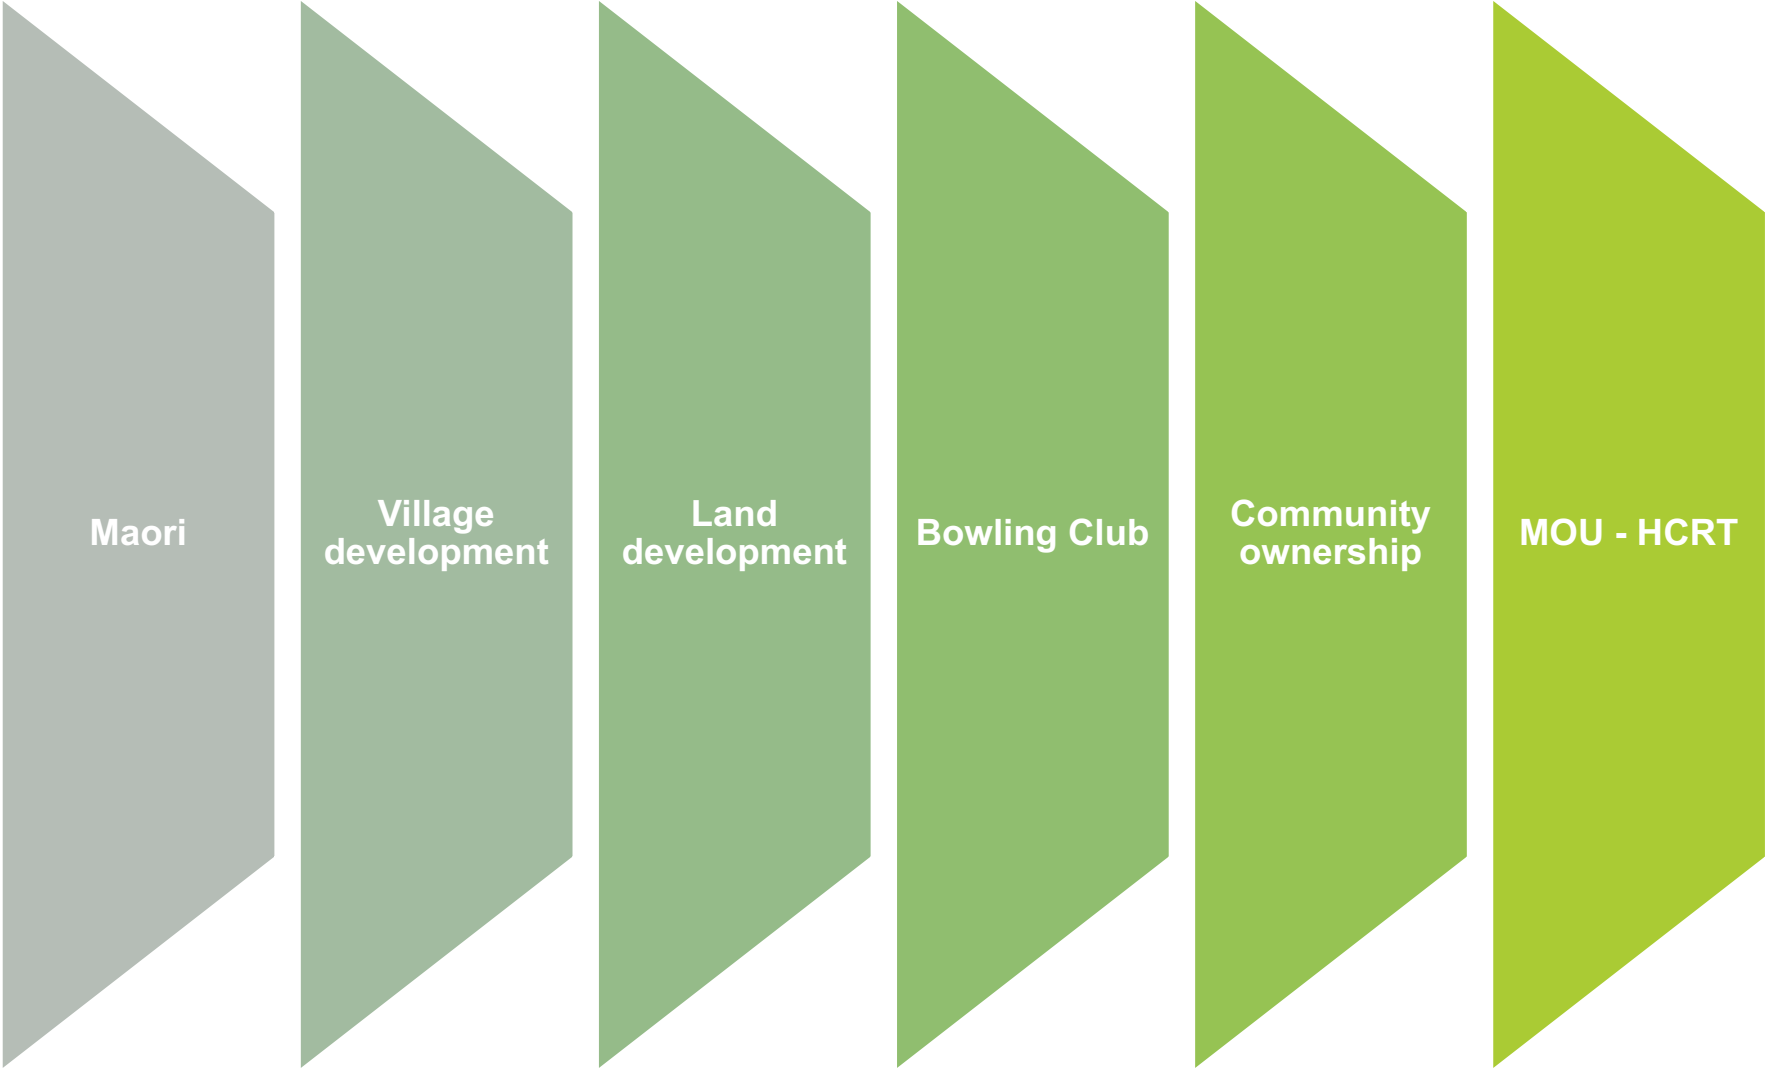 Maori
Village
development
Land
development
Bowling Club
Community
ownership
MOU - HCRT